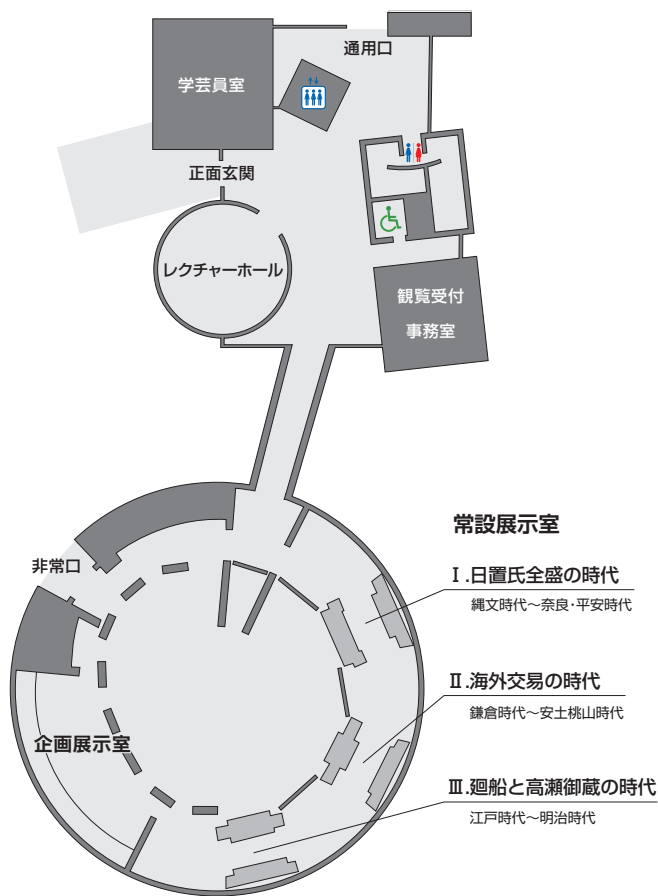 通用口
学芸員室
正面玄関
レクチャーホール
観覧受付
事務室
非常口
企画展示室
常設展示室
Ⅰ.日置氏全盛の時代
縄文時代～奈良・平安時代
Ⅱ.海外交易の時代
鎌倉時代～安土桃山時代
Ⅲ.廻船と高瀬御蔵の時代
江戸時代～明治時代